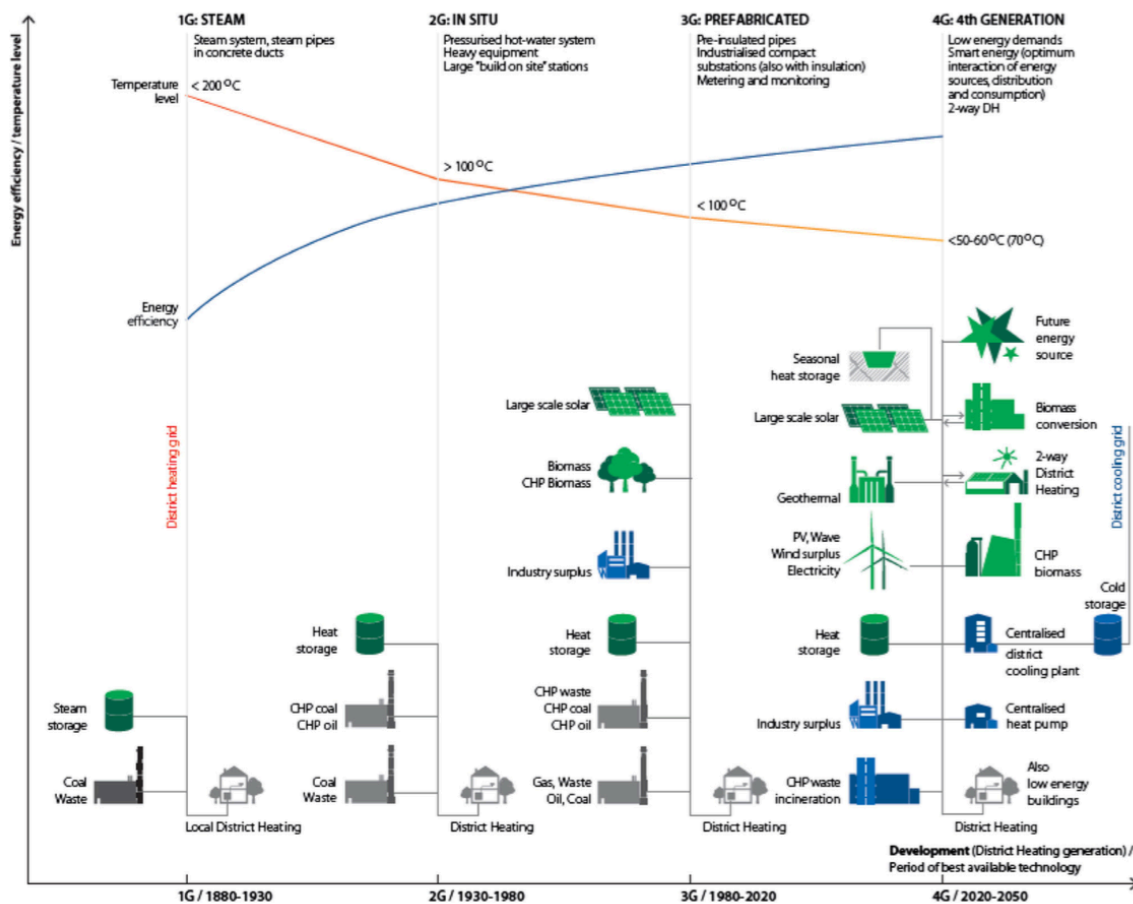 1G: STEAM
Steam system, steam pipes
in concrete ducts
2G: IN SITU
Pressurised hot-water system
Heavy equipment
Large "build on site" stations
3G: PREFABRICATED
Pre-insulated pipes
Industrialised compact
substations (also with insulation)
Metering and monitoring
4G: 4th GENERATION
Low energy demands
Smart energy (optimum
interaction of energy
sources, distribution
and consumption)
2-way DH
Energy efficiency / temperature level
Temperature
level
< 200 °C
> 100 °C
< 100 °C
<50-60°C (70°C)
Energy
efficiency
District heating grid
Steam
storage
Coal
Waste
Local District Heating
Heat
storage
CHP coal
CHP oil
Coal
Waste
District Heating
Large scale solar
Biomass
CHP Biomass
Industry surplus
Heat
storage
CHP waste
CHP coal
CHP oil
Gas, Waste
Oil, Coal
District Heating
Seasonal
heat storage
Large scale solar
Geothermal
PV, Wave
Wind surplus
Electricity
Heat
storage
Industry surplus
CHP waste
incineration
Future
energy
source
Biomass
conversion
2-way
District
Heating
CHP
biomass
Centralised
district
cooling plant
Centralised
heat pump
Also
low energy
buildings
District Heating
District cooling grid
Cold
storage
Development (District Heating generation) /
Period of best available technology
1G / 1880-1930
2G / 1930-1980
3G / 1980-2020
4G / 2020-2050